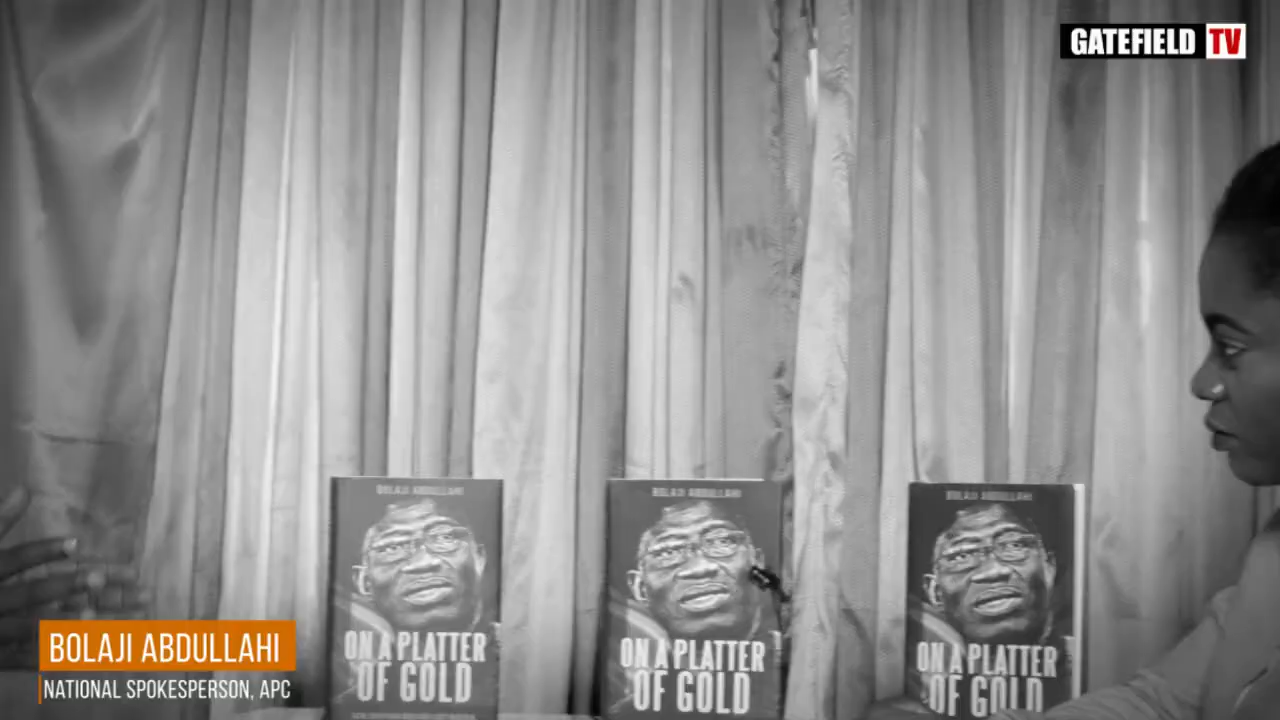 GATEFIELD TV
BOLAJI ABDULLAHI
ON A PLATTER
OF GOLD
BOLAJI ABDULLAHI
ON A PLATTER
OF GOLD
BOLAJI ABDULLAHI
ON A PLATTER
OF GOLD
BOLAJI ABDULLAHI
NATIONAL SPOKESPERSON, APC